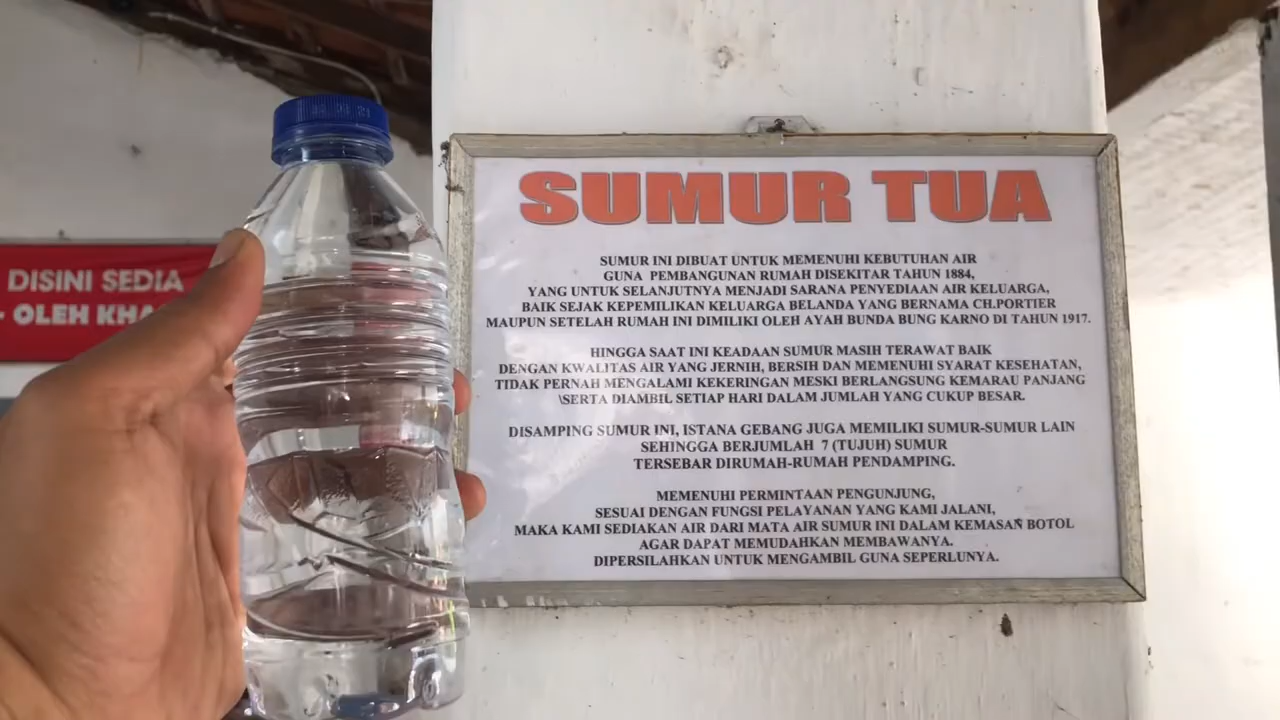 SUMUR TUA
SUMUR INI DIBUAT UNTUK MEMENUHI KEBUTUHAN AIR
GUNA PEMBANGUNAN RUMAH DISEKITAR TAHUN 1884,
YANG UNTUK SELANJUTNYA MENJADI SARANA PENYEDIAAN AIR KELUARGA,
BAIK SEJAK KEPEMILIKAN KELUARGA BELANDA YANG BERNAMA CH.PORTIER
MAUPUN SETELAH RUMAH INI DIMILIKI OLEH AYAH BUNDA BUNG KARNO DI TAHUN 1917.
HINGGA SAAT INI KEADAAN SUMUR MASIH TERAWAT BAIK
DENGAN KWALITAS AIR YANG JERNIH, BERSIH DAN MEMENUHI SYARAT KESEHATAN,
TIDAK PERNAH MENGALAMI KEKERINGAN MESKI BERLANGSUNG KEMARAU PANJANG
\SERTA DIAMBIL SETIAP HARI DALAM JUMLAH YANG CUKUP BESAR.
DISAMPING SUMUR INI, ISTANA GEBANG JUGA MEMILIKI SUMUR-SUMUR LAIN
SEHINGGA BERJUMLAH 7 (TUJUH) SUMUR
TERSEBAR DIRUMAH-RUMAH PENDAMPING.
MEMENUHI PERMINTAAN PENGUNJUNG,
SESUAI DENGAN FUNGSI PELAYANAN YANG KAMI JALANI,
MAKA KAMI SEDIAKAN AIR DARI MATA AIR SUMUR INI DALAM KEMASAN BOTOL
AGAR DAPAT MEMUDAHKAN MEMBAWANYA.
DIPERSILAHKAN UNTUK MENGAMBIL GUNA SEPERLUNYA.
DISINI SEDIA
- OLEH